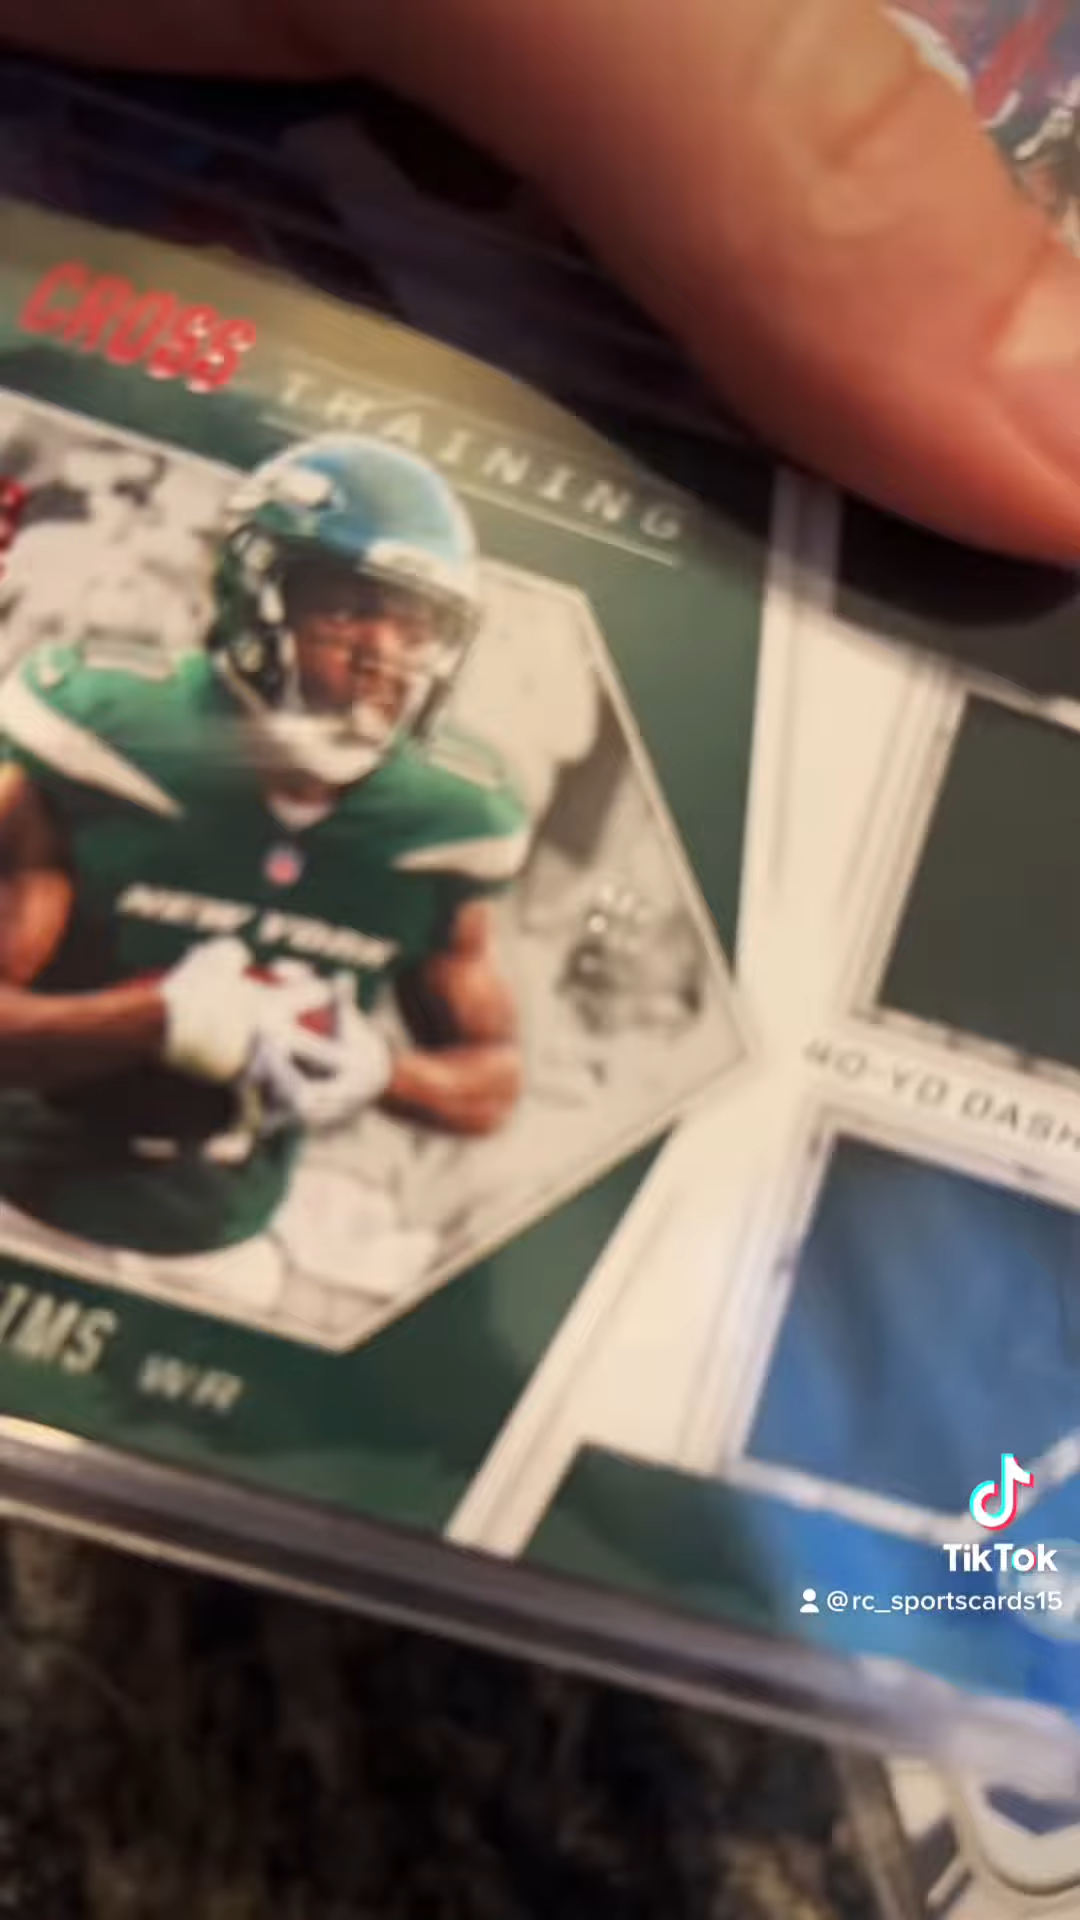 CROSS
TRAINING
NEW YORK
40-YD DASH
IMS WR
TikTok
@rc_sportscards15